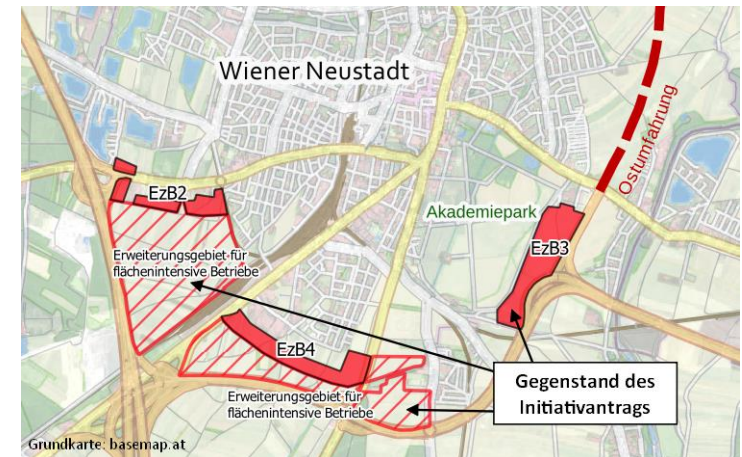 Wiener Neustadt
Ostumfahrung
EzB2
Akademiepark
EzB3
Erweiterungsgebiet für
flächenintensive Betriebe
EzB4
Erweiterungsgebiet für
flächenintensive Betriebe
Gegenstand des
Initiativantrags
Grundkarte: basemap.at